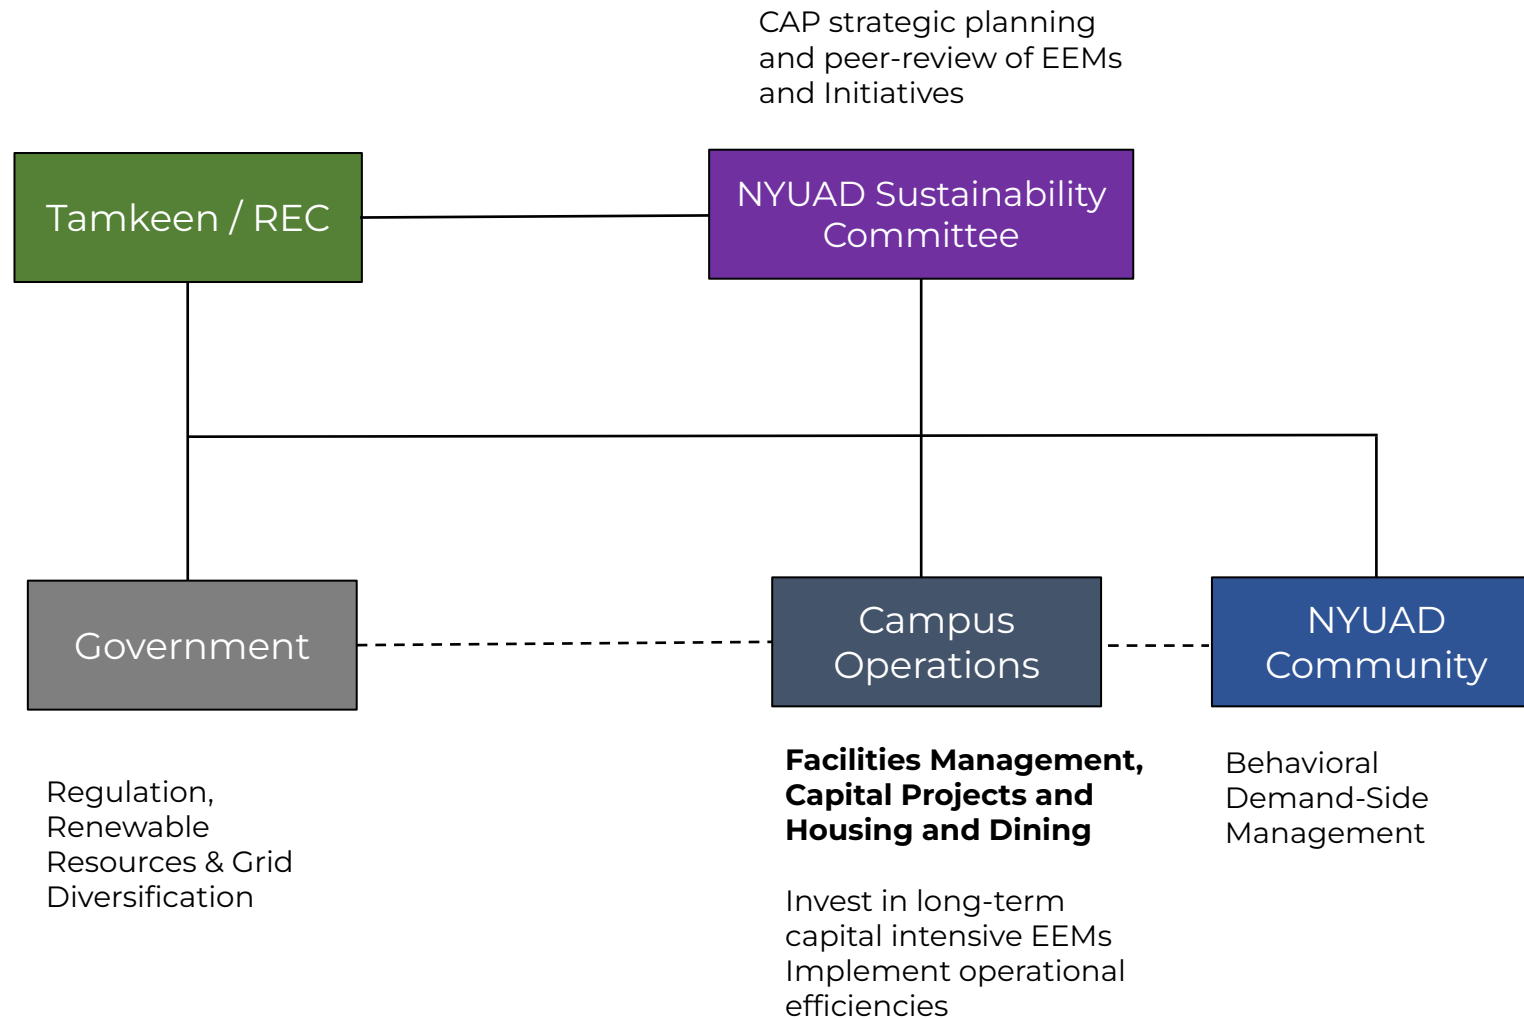 CAP strategic planning
and peer-review of EEMs
and Initiatives
Tamkeen / REC
NYUAD Sustainability
Committee
Government
Campus
Operations
NYUAD
Community
Regulation,
Renewable
Resources & Grid
Diversification
Facilities Management,
Capital Projects and
Housing and Dining
Invest in long-term
capital intensive EEMs
Implement operational
efficiencies
Behavioral
Demand-Side
Management